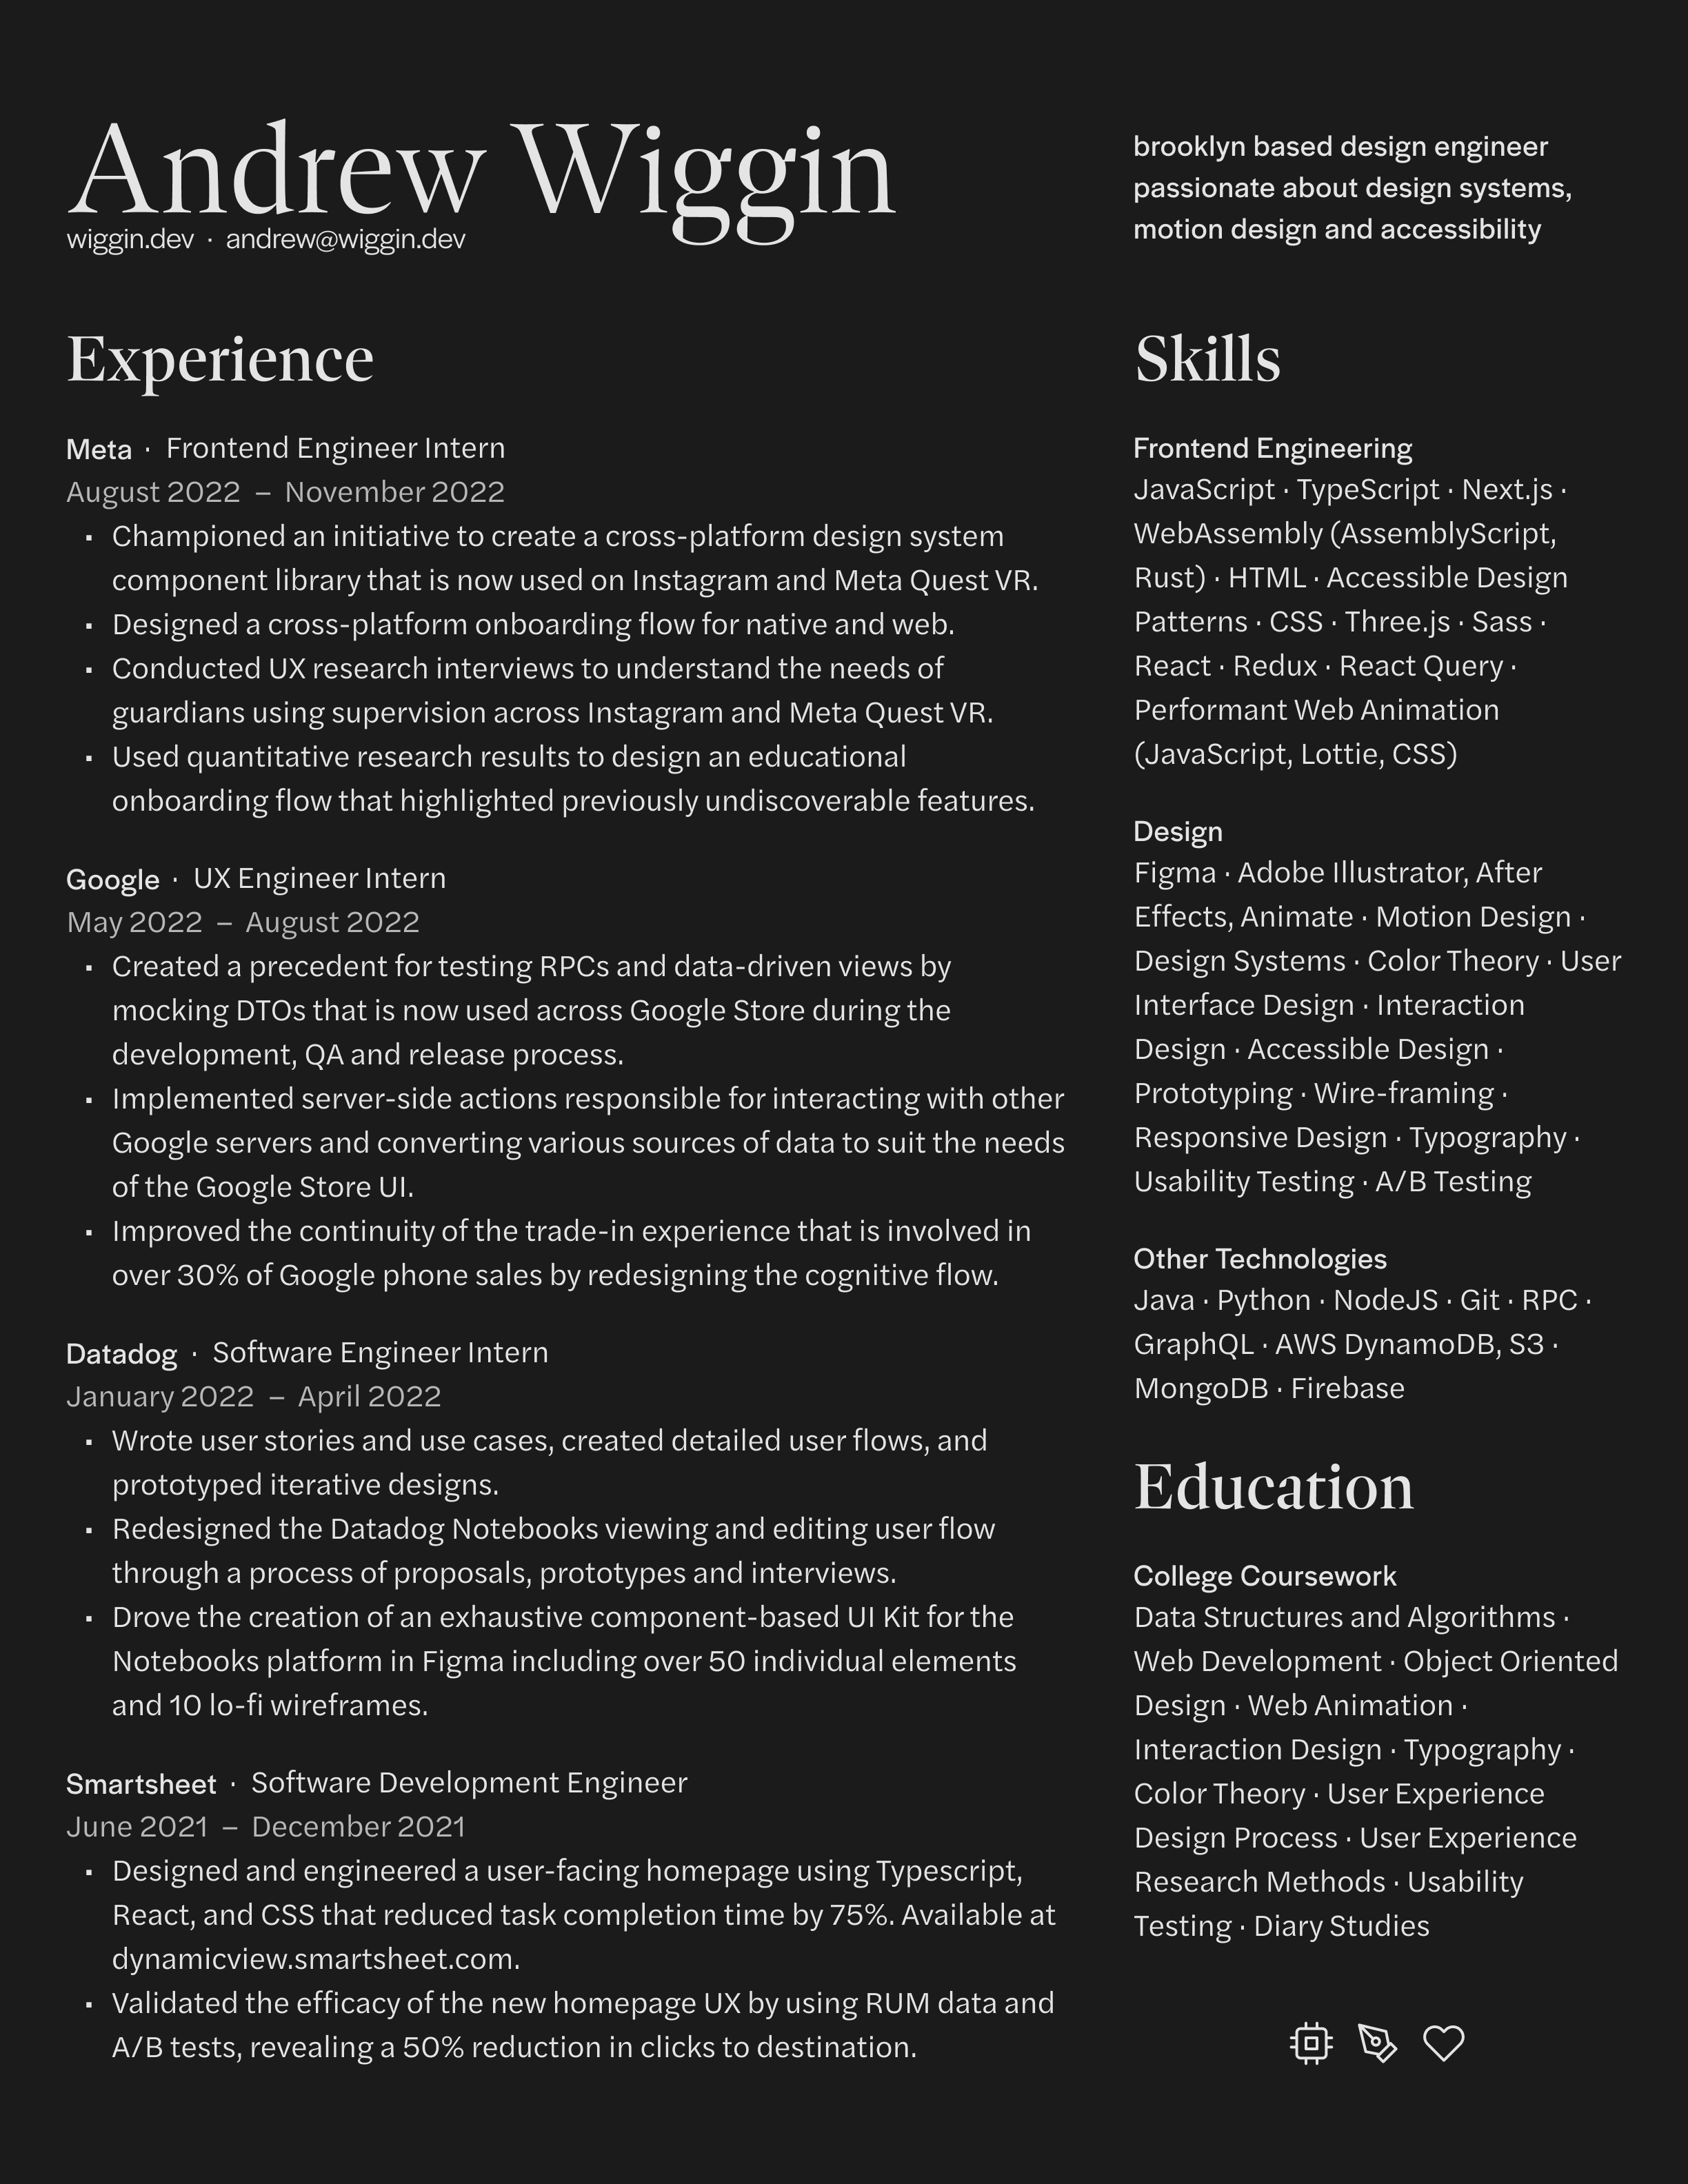 Andrew Wiggin
wiggin.dev · andrew@wiggin.dev
brooklyn based design engineer
passionate about design systems,
motion design and accessibility
Experience
Meta · Frontend Engineer Intern
August 2022 – November 2022
▪ Championed an initiative to create a cross-platform design system
component library that is now used on Instagram and Meta Quest VR.
▪ Designed a cross-platform onboarding flow for native and web.
▪ Conducted UX research interviews to understand the needs of
guardians using supervision across Instagram and Meta Quest VR.
▪ Used quantitative research results to design an educational
onboarding flow that highlighted previously undiscoverable features.
Google · UX Engineer Intern
May 2022 – August 2022
▪ Created a precedent for testing RPCs and data-driven views by
mocking DTOs that is now used across Google Store during the
development, QA and release process.
▪ Implemented server-side actions responsible for interacting with other
Google servers and converting various sources of data to suit the needs
of the Google Store UI.
▪ Improved the continuity of the trade-in experience that is involved in
over 30% of Google phone sales by redesigning the cognitive flow.
Datadog · Software Engineer Intern
January 2022 – April 2022
▪ Wrote user stories and use cases, created detailed user flows, and
prototyped iterative designs.
▪ Redesigned the Datadog Notebooks viewing and editing user flow
through a process of proposals, prototypes and interviews.
▪ Drove the creation of an exhaustive component-based UI Kit for the
Notebooks platform in Figma including over 50 individual elements
and 10 lo-fi wireframes.
Smartsheet · Software Development Engineer
June 2021 – December 2021
▪ Designed and engineered a user-facing homepage using Typescript,
React, and CSS that reduced task completion time by 75%. Available at
dynamicview.smartsheet.com.
▪ Validated the efficacy of the new homepage UX by using RUM data and
A/B tests, revealing a 50% reduction in clicks to destination.
Skills
Frontend Engineering
JavaScript · TypeScript · Next.js ·
WebAssembly (AssemblyScript,
Rust) · HTML · Accessible Design
Patterns · CSS · Three.js · Sass ·
React · Redux · React Query ·
Performant Web Animation
(JavaScript, Lottie, CSS)
Design
Figma · Adobe Illustrator, After
Effects, Animate · Motion Design ·
Design Systems · Color Theory · User
Interface Design · Interaction
Design · Accessible Design ·
Prototyping · Wire-framing ·
Responsive Design · Typography ·
Usability Testing · A/B Testing
Other Technologies
Java · Python · NodeJS · Git · RPC ·
GraphQL · AWS DynamoDB, S3 ·
MongoDB · Firebase
Education
College Coursework
Data Structures and Algorithms ·
Web Development · Object Oriented
Design · Web Animation ·
Interaction Design · Typography ·
Color Theory · User Experience
Design Process · User Experience
Research Methods · Usability
Testing · Diary Studies